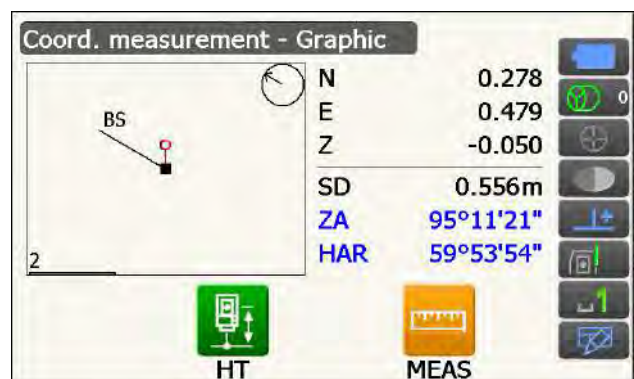 Coord. measurement - Graphic
BS
2
N 0.278
E 0.479
Z -0.050
SD 0.556m
ZA 95°11'21"
HAR 59°53'54"
0
1
HT
MEAS